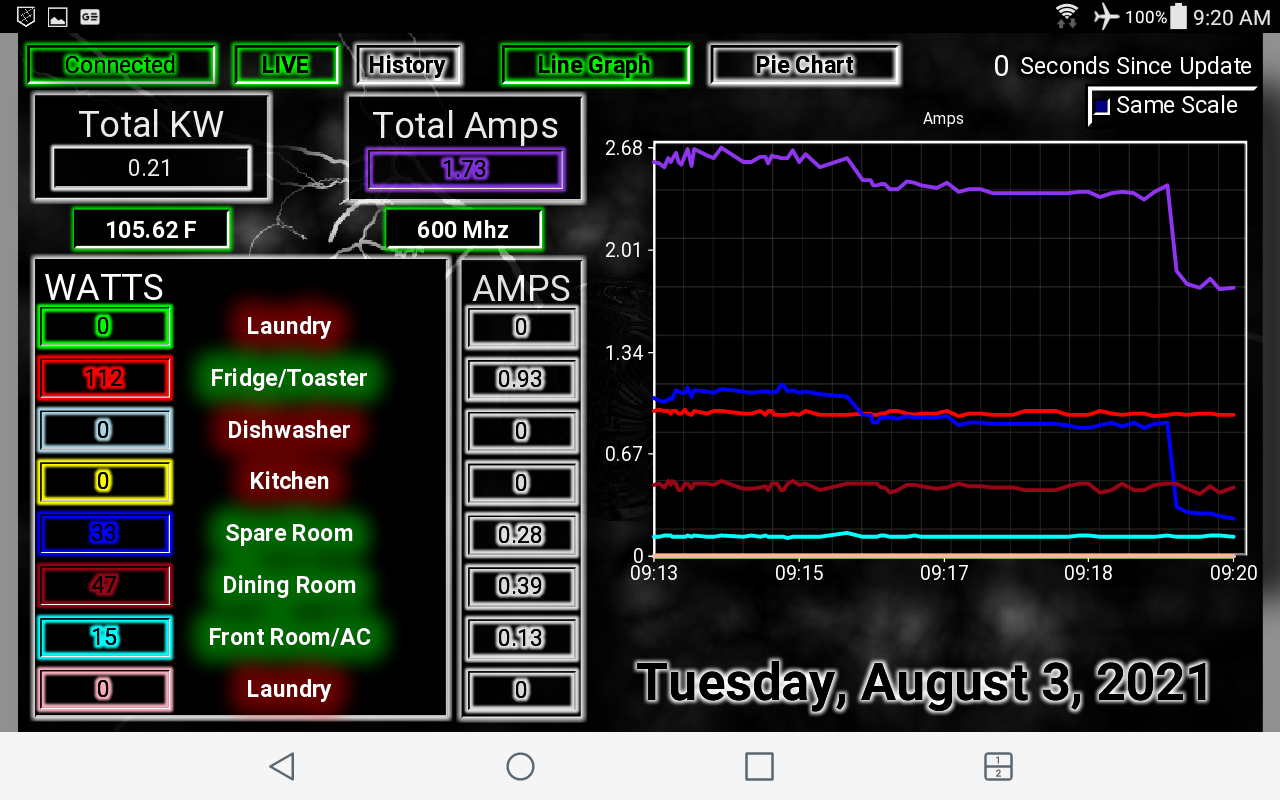 100% 9:20 AM
Connected LIVE History Line Graph Pie Chart 0 Seconds Since Update
Same Scale
Total KW Total Amps
0.21 1.73
105.62 F 600 Mhz
WATTS AMPS
0 Laundry 0
112 Fridge/Toaster 0.93
0 Dishwasher 0
0 Kitchen 0
33 Spare Room 0.28
47 Dining Room 0.39
15 Front Room/AC 0.13
0 Laundry 0
Amps
2.68
2.01
1.34
0.67
0
09:13 09:15 09:17 09:18 09:20
Tuesday, August 3, 2021
1
2